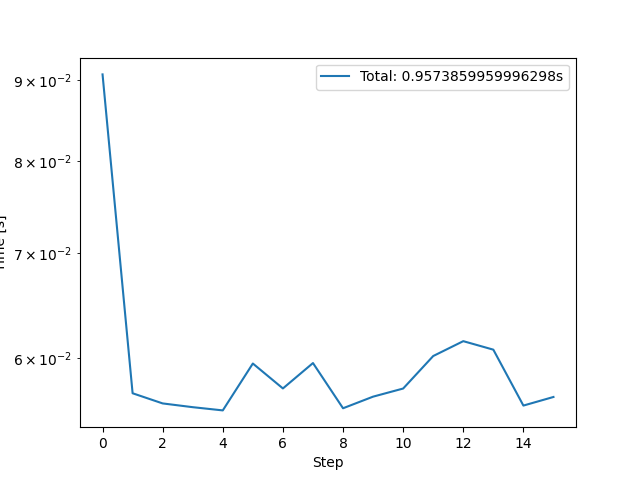 Total: 0.9573859959996298s
9 × 10⁻²
8 × 10⁻²
7 × 10⁻²
6 × 10⁻²
[s]
0 2 4 6 8 10 12 14
Step